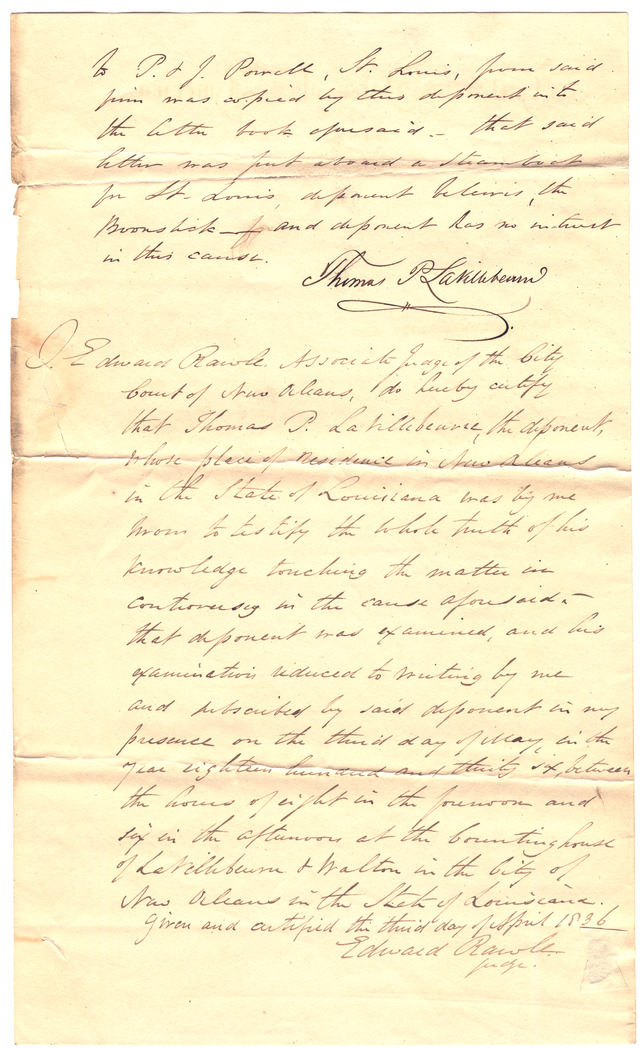 to P. & J. Powell, St. Louis, from said
firm was copied by this deponent into
the letter book aforesaid – that said
letter was put aboard a Steamboat
for St. Louis, deponent believes, the
Boonslick – and deponent has no interest
in this cause.
Thomas P. LaVillebeuvre
I, Edward Rawle Associate Judge of the City
Court of New Orleans, do hereby certify
that Thomas P. LaVillebeuvre, the deponent,
whose place of residence in New Orleans
in the State of Louisiana was by me
sworn to testify the whole truth of his
knowledge touching the matter in
controversy in the cause aforesaid –
that deponent was examined, and his
examination reduced to writing by me
and subscribed by said deponent in my
presence on the third day of May, in the
year eighteen hundred and thirty six, between
the hours of eight in the forenoon and
six in the afternoon at the Counting house
of LaVillebeuvre & Walton in the City of
New Orleans in the State of Louisiana.
Given and certified the third day of April 1836
Edward Rawle
Judge.